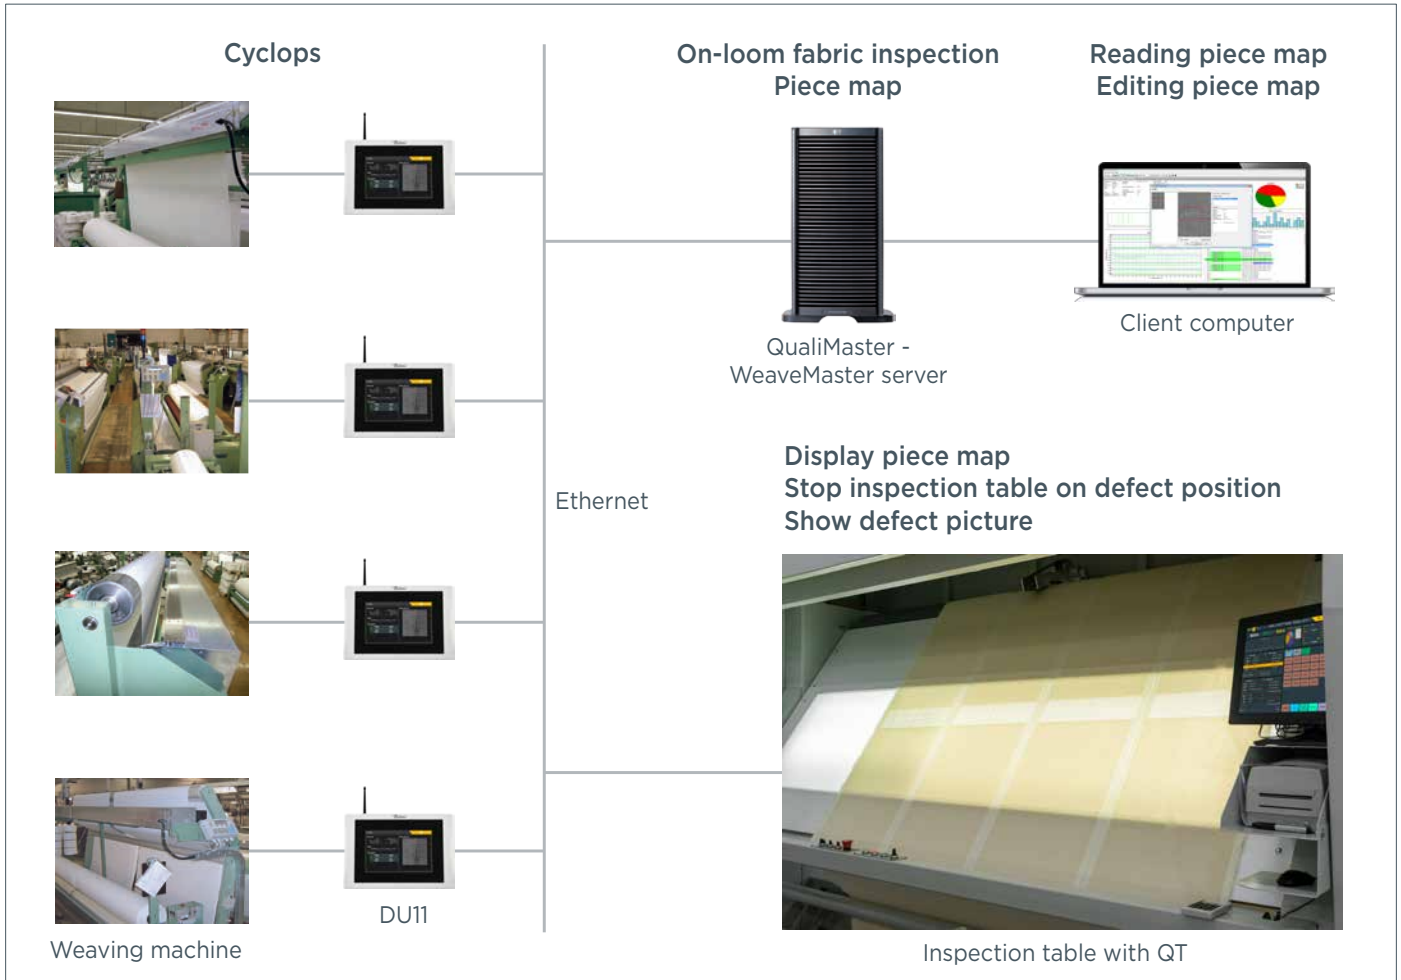 Cyclops
On-loom fabric inspection
Piece map
Reading piece map
Editing piece map
QualiMaster -
WeaveMaster server
Client computer
Ethernet
Display piece map
Stop inspection table on defect position
Show defect picture
DU11
Weaving machine
Inspection table with QT